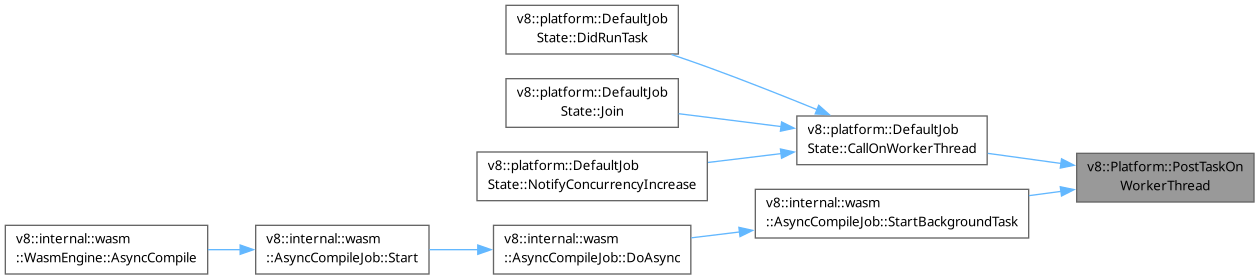 v8::platform::DefaultJob
State::DidRunTask
v8::platform::DefaultJob
State::Join
v8::platform::DefaultJob
State::NotifyConcurrencyIncrease
v8::platform::DefaultJob
State::CallOnWorkerThread
v8::Platform::PostTaskOn
WorkerThread
v8::internal::wasm
::AsyncCompileJob::StartBackgroundTask
v8::internal::wasm
::WasmEngine::AsyncCompile
v8::internal::wasm
::AsyncCompileJob::Start
v8::internal::wasm
::AsyncCompileJob::DoAsync